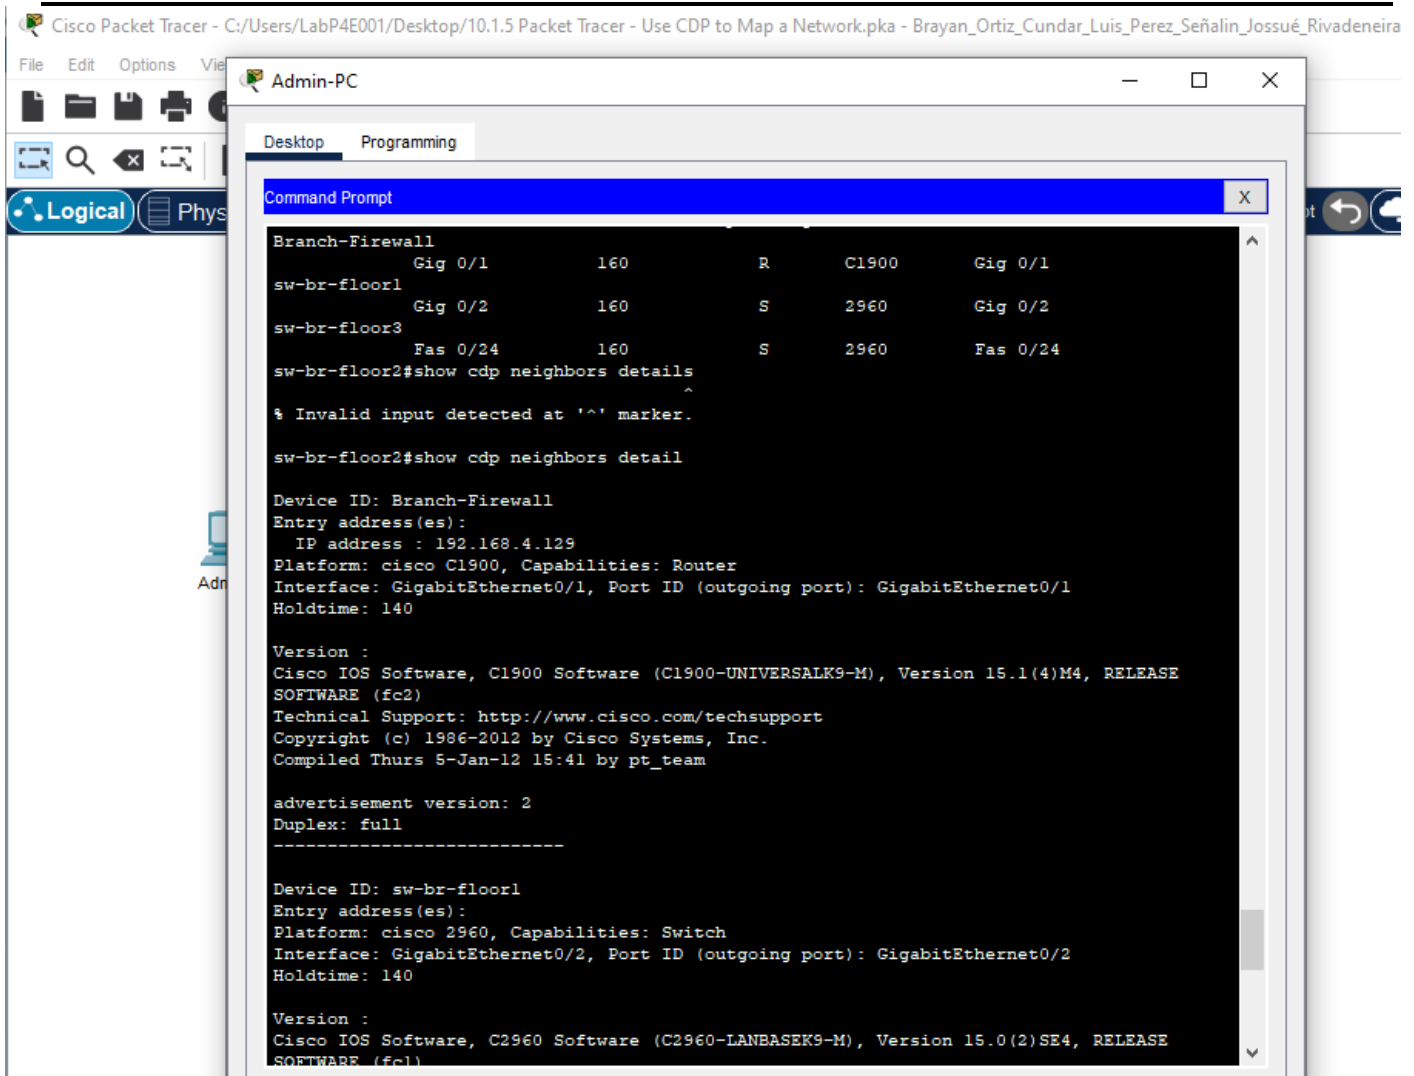 Cisco Packet Tracer - C:/Users/LabP4E001/Desktop/10.1.5 Packet Tracer - Use CDP to Map a Network.pka - Brayan_Ortiz_Cundar_Luis_Perez_Señalin_Jossué_Rivadeneira
File Edit Options Vie
Admin-PC
Desktop Programming
Logical Phys
Command Prompt X
Branch-Firewall
Gig 0/1 160 R C1900 Gig 0/1
sw-br-floor1
Gig 0/2 160 S 2960 Gig 0/2
sw-br-floor3
Fas 0/24 160 S 2960 Fas 0/24
sw-br-floor2#show cdp neighbors details
^
% Invalid input detected at '^' marker.
sw-br-floor2#show cdp neighbors detail
Device ID: Branch-Firewall
Entry address(es):
IP address : 192.168.4.129
Platform: cisco C1900, Capabilities: Router
Interface: GigabitEthernet0/1, Port ID (outgoing port): GigabitEthernet0/1
Holdtime: 140
Version :
Cisco IOS Software, C1900 Software (C1900-UNIVERSALK9-M), Version 15.1(4)M4, RELEASE
SOFTWARE (fc2)
Technical Support: http://www.cisco.com/techsupport
Copyright (c) 1986-2012 by Cisco Systems, Inc.
Compiled Thurs 5-Jan-12 15:41 by pt_team
advertisement version: 2
Duplex: full
---------------------------
Device ID: sw-br-floor1
Entry address(es):
Platform: cisco 2960, Capabilities: Switch
Interface: GigabitEthernet0/2, Port ID (outgoing port): GigabitEthernet0/2
Holdtime: 140
Version :
Cisco IOS Software, C2960 Software (C2960-LANBASEK9-M), Version 15.0(2)SE4, RELEASE
SOFTWARE (fc1)
Adn